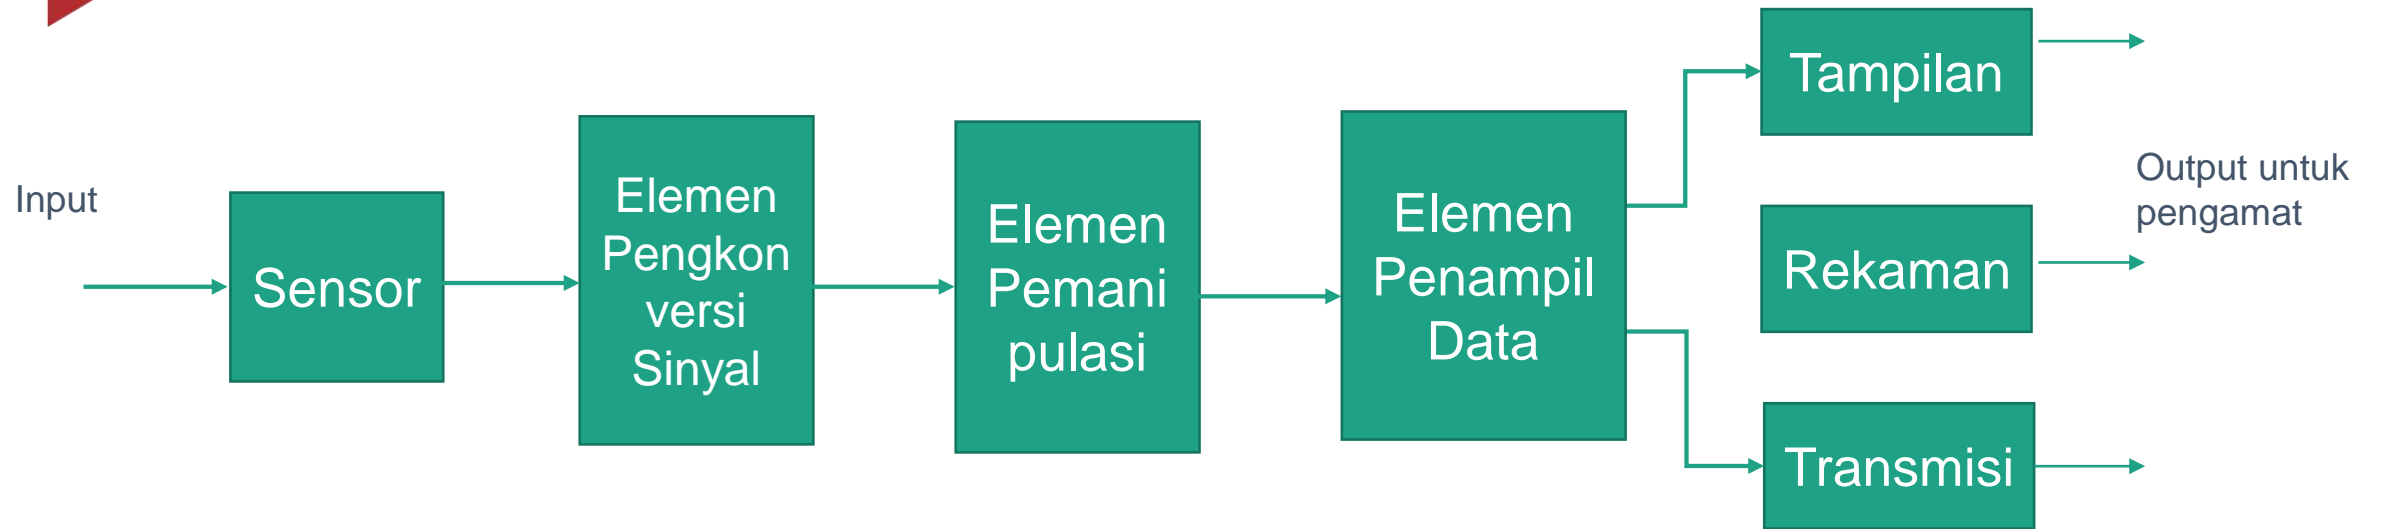 Input
Sensor
Elemen
Pengkon
versi
Sinyal
Elemen
Pemani
pulasi
Elemen
Penampil
Data
Tampilan
Rekaman
Transmisi
Output untuk
pengamat